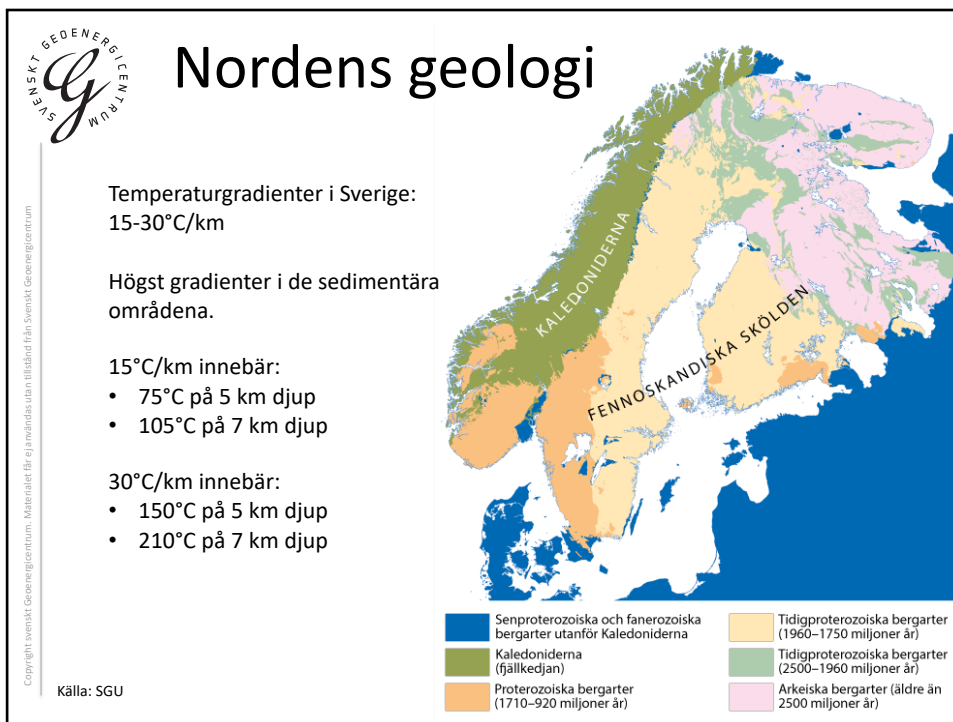 SVENSKT GEOENERGICENTRUM
G
Nordens geologi
Temperaturgradienter i Sverige:
15-30°C/km
Högst gradienter i de sedimentära
områdena.
15°C/km innebär:
• 75°C på 5 km djup
• 105°C på 7 km djup
30°C/km innebär:
• 150°C på 5 km djup
• 210°C på 7 km djup
Copyright svenskt Geoenergicentrum. Materialet får ej användas utan tillstånd från Svenskt Geoenergicentrum
Källa: SGU
KALEDONIDERNA
FENNOSKANDISKA SKÖLDEN
Senproterozoiska och fanerozoiska
bergarter utanför Kaledoniderna
Kaledoniderna
(fjällkedjan)
Proterozoiska bergarter
(1710–920 miljoner år)
Tidigproterozoiska bergarter
(1960–1750 miljoner år)
Tidigproterozoiska bergarter
(2500–1960 miljoner år)
Arkeiska bergarter (äldre än
2500 miljoner år)